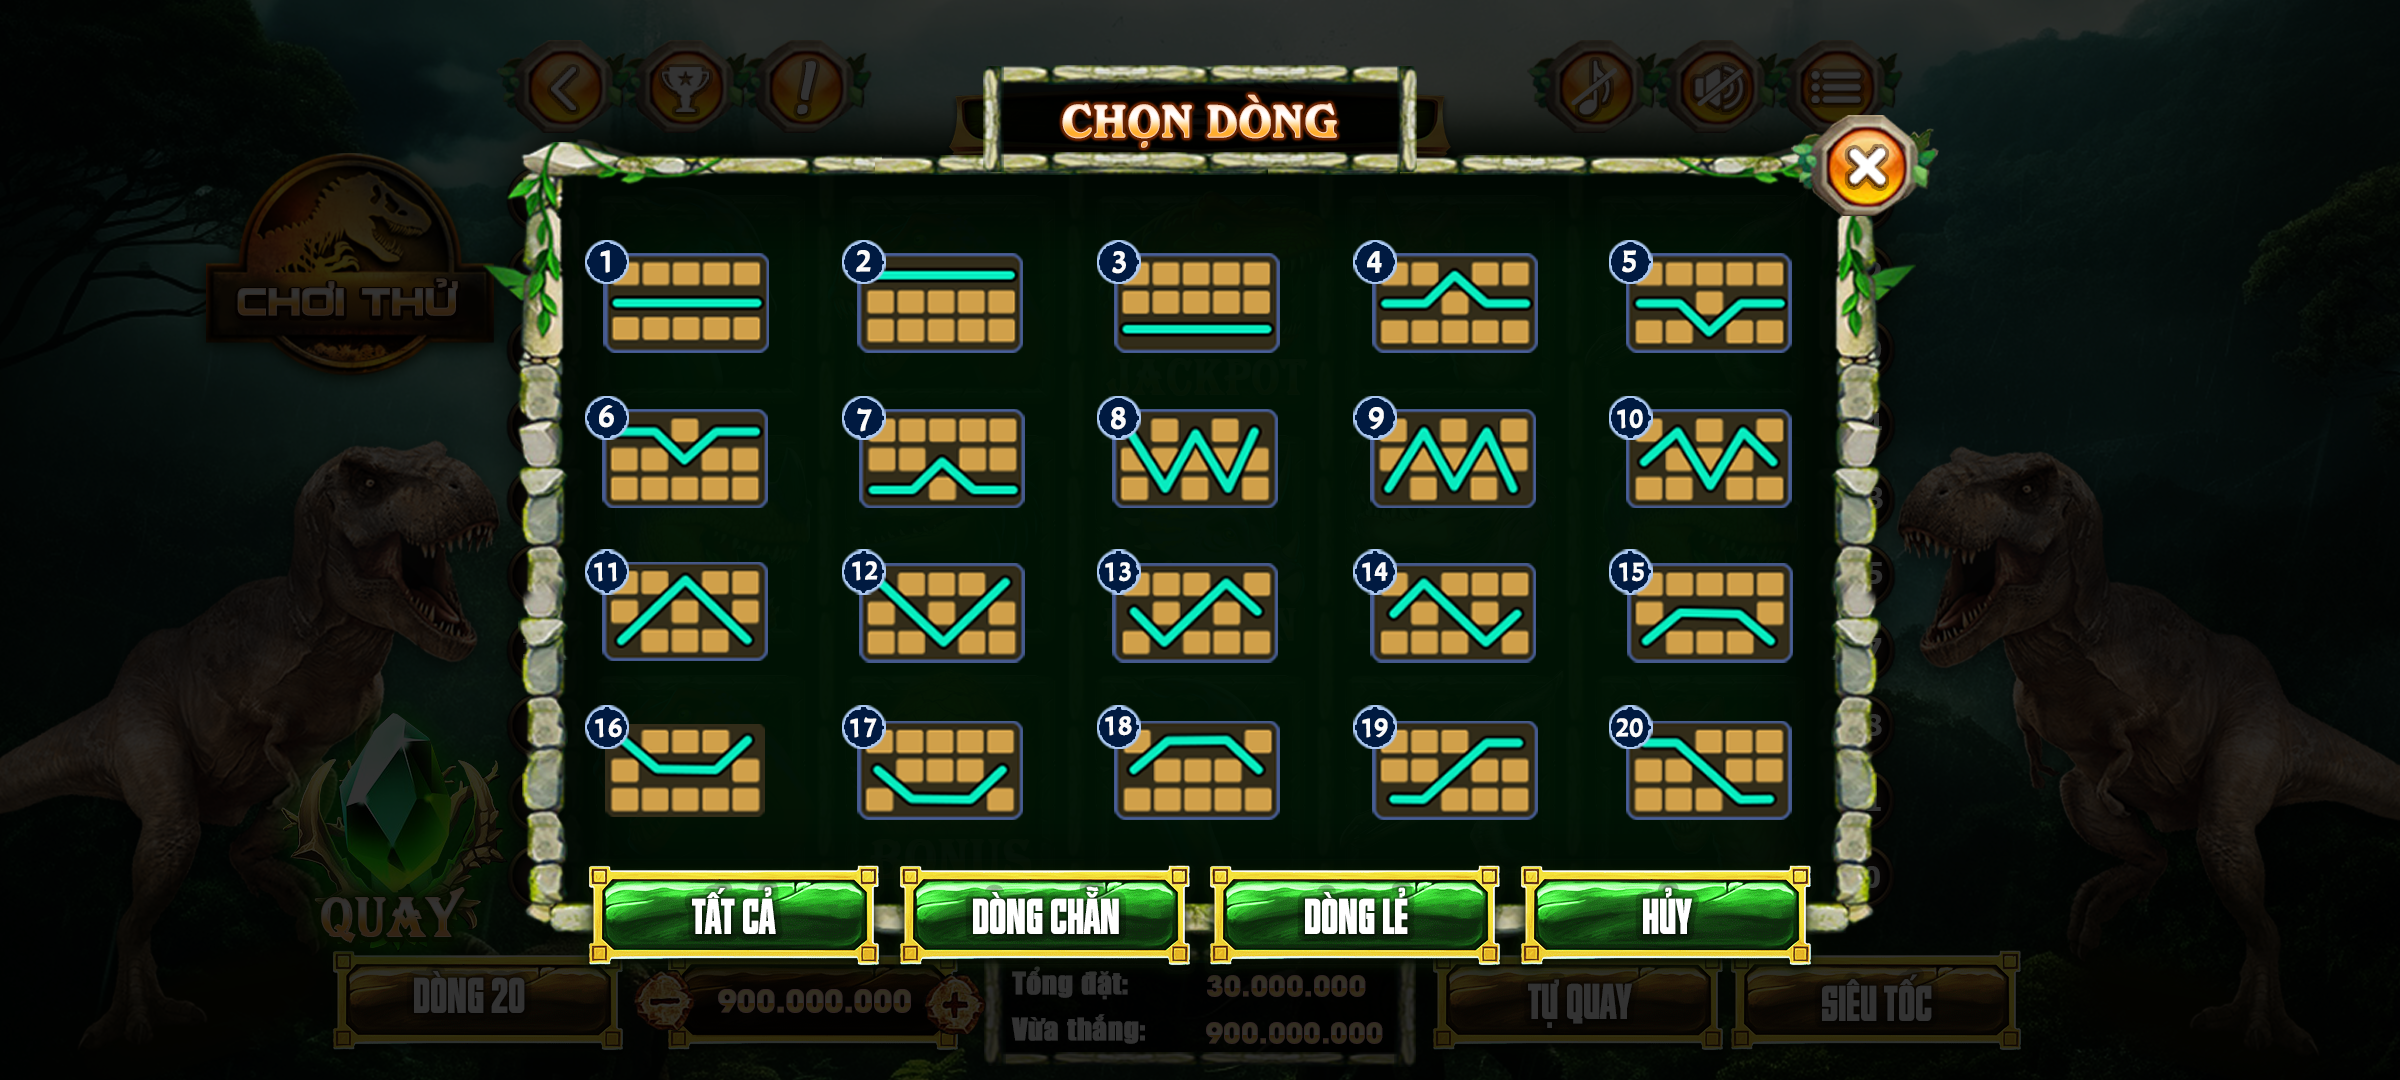 CHỌN DÒNG
CHƠI THỬ
1
2
3
4
5
6
7
8
9
10
11
12
13
14
15
16
17
18
19
20
TẤT CẢ
DÒNG CHẴN
DÒNG LẺ
HỦY
QUAY
DÒNG 20
900.000.000
Tổng đặt: 30.000.000
Vừa thắng: 900.000.000
TỰ QUAY
SIÊU TỐC
JACKPOT
BONUS